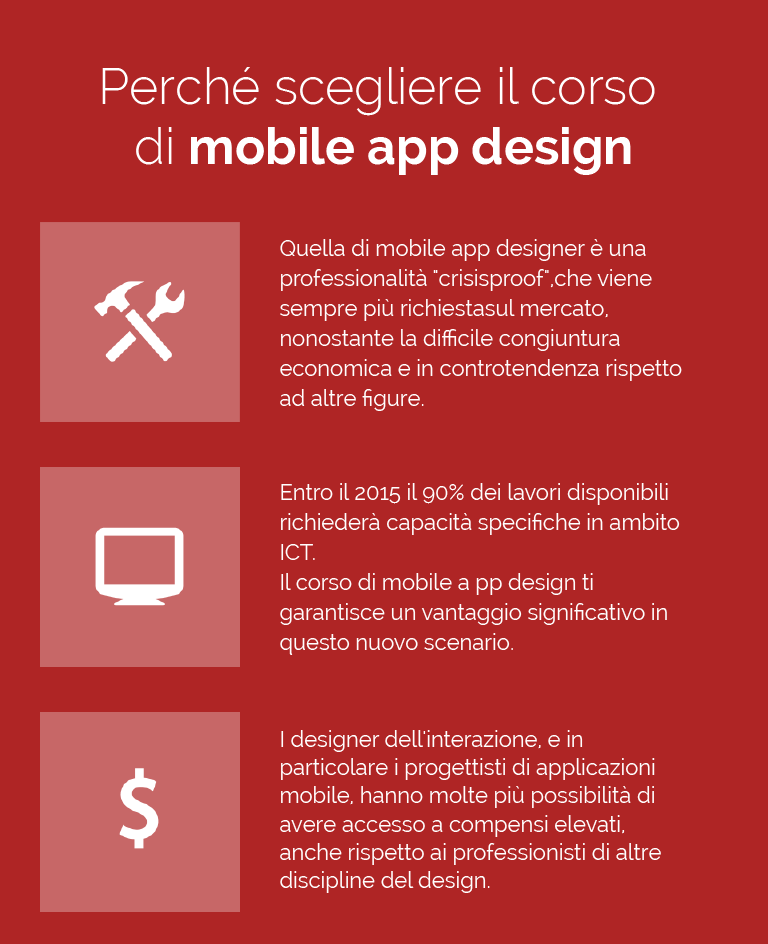 Perché scegliere il corso
di mobile app design
Quella di mobile app designer è una
professionalità "crisisproof",che viene
sempre più richiestasul mercato,
nonostante la difficile congiuntura
economica e in controtendenza rispetto
ad altre figure.
Entro il 2015 il 90% dei lavori disponibili
richiederà capacità specifiche in ambito
ICT.
Il corso di mobile a pp design ti
garantisce un vantaggio significativo in
questo nuovo scenario.
$
I designer dell'interazione, e in
particolare i progettisti di applicazioni
mobile, hanno molte più possibilità di
avere accesso a compensi elevati,
anche rispetto ai professionisti di altre
discipline del design.